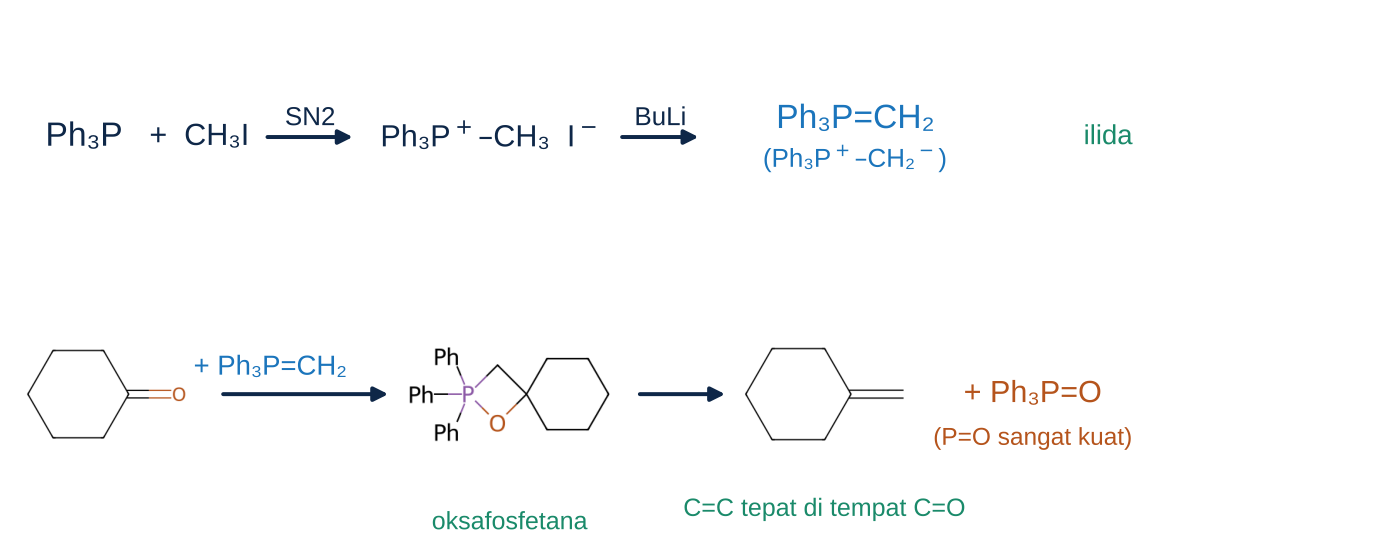 Ph₃P + CH₃I SN2 Ph₃P⁺–CH₃ I⁻ BuLi Ph₃P=CH₂ ilida
(Ph₃P⁺–CH₂⁻)
+ Ph₃P=CH₂
O
Ph
Ph P
Ph
O
+ Ph₃P=O
(P=O sangat kuat)
oksafosfetana
C=C tepat di tempat C=O